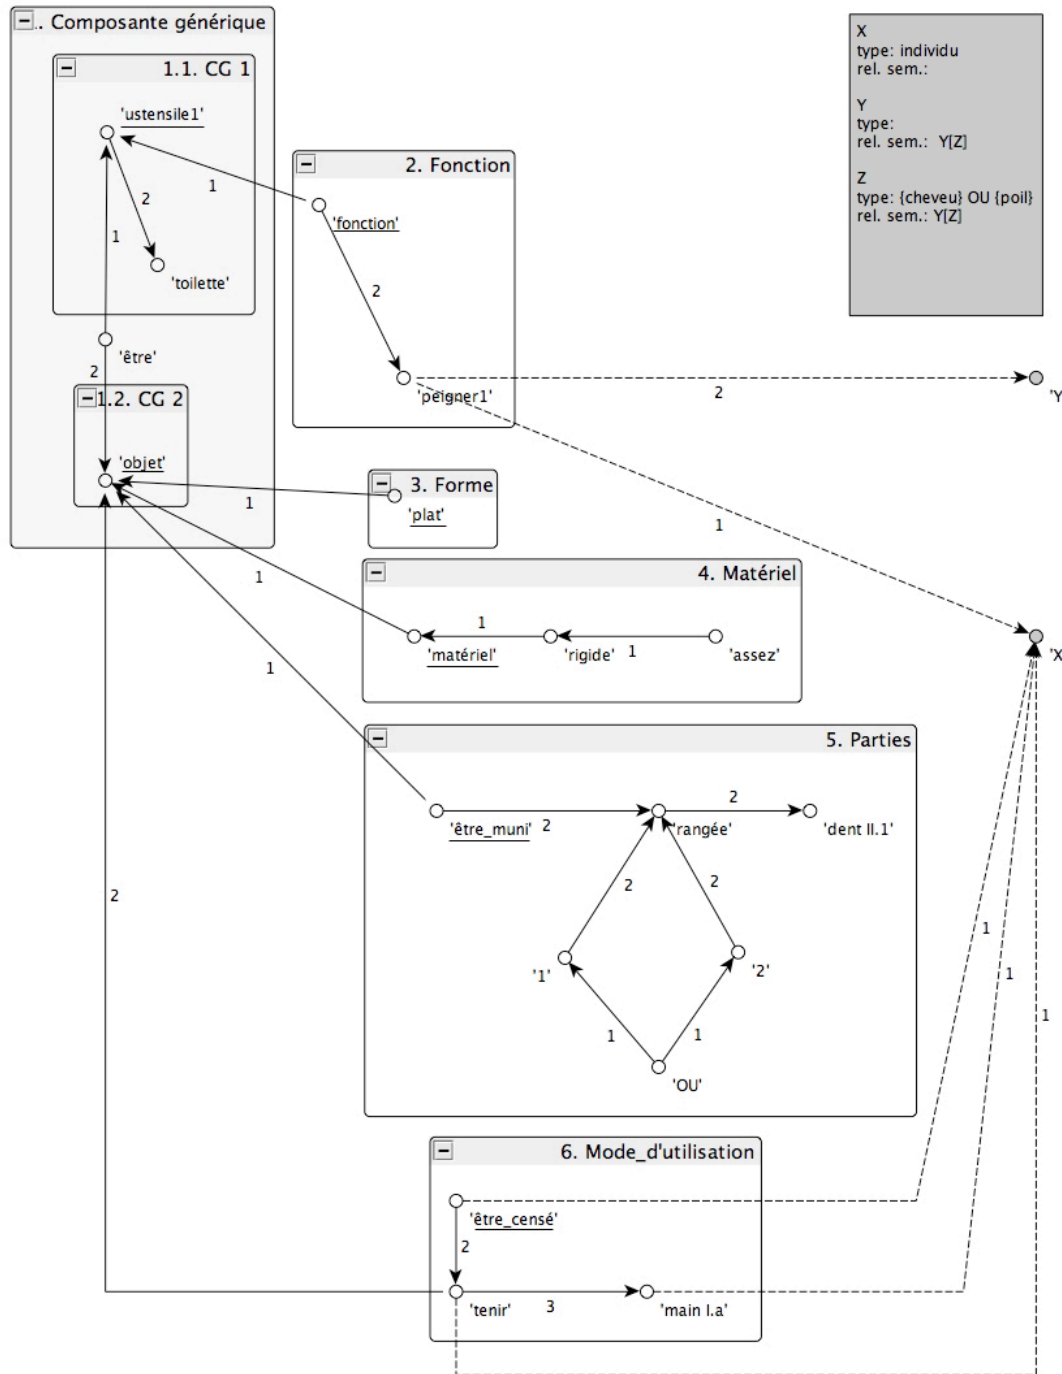 .. Composante générique
1.1. CG 1
'ustensile1'
2
'toilette'
1
'être'
2
1.2. CG 2
'objet'
1
2. Fonction
'fonction'
2
'peigner1'
2
'Y
1
X
type: individu
rel. sem.:
Y
type:
rel. sem.:  Y[Z]
Z
type: {cheveu} OU {poil}
rel. sem.: Y[Z]
3. Forme
'plat'
1
1
4. Matériel
1
'matériel'
'rigide'
1
'assez'
'X
1
5. Parties
'être_muni'
2
'rangée'
2
'dent II.1'
2
2
'1'
'2'
1
1
'OU'
2
1
1
1
6. Mode_d'utilisation
'être_censé'
2
'tenir'
3
'main I.a'